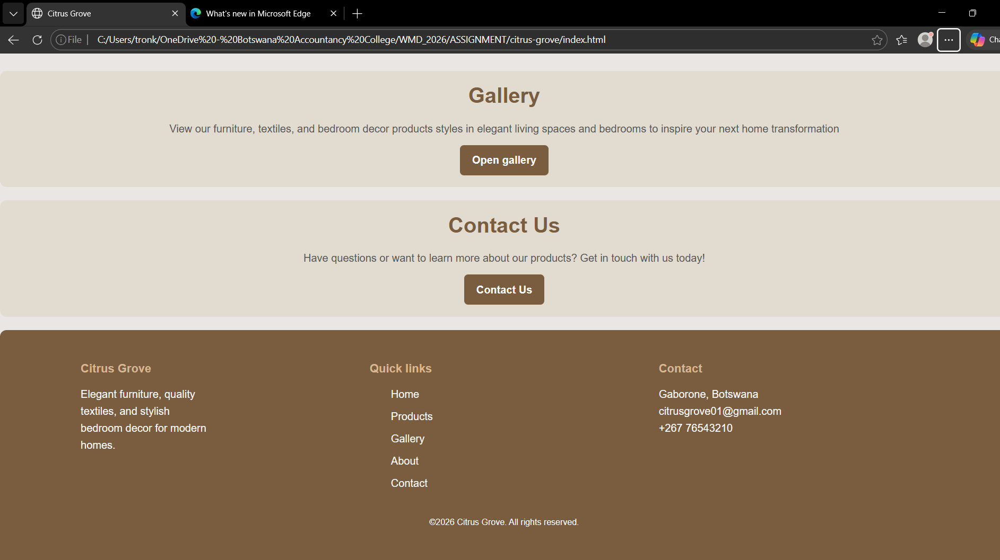 Citrus Grove
What's new in Microsoft Edge
File
C:/Users/tronk/OneDrive%20-%20Botswana%20Accountancy%20College/WMD_2026/ASSIGNMENT/citrus-grove/index.html
Gallery
View our furniture, textiles, and bedroom decor products styles in elegant living spaces and bedrooms to inspire your next home transformation
Open gallery
Contact Us
Have questions or want to learn more about our products? Get in touch with us today!
Contact Us
Citrus Grove
Elegant furniture, quality
textiles, and stylish
bedroom decor for modern
homes.
Quick links
Home
Products
Gallery
About
Contact
Contact
Gaborone, Botswana
citrusgrove01@gmail.com
+267 76543210
©2026 Citrus Grove. All rights reserved.